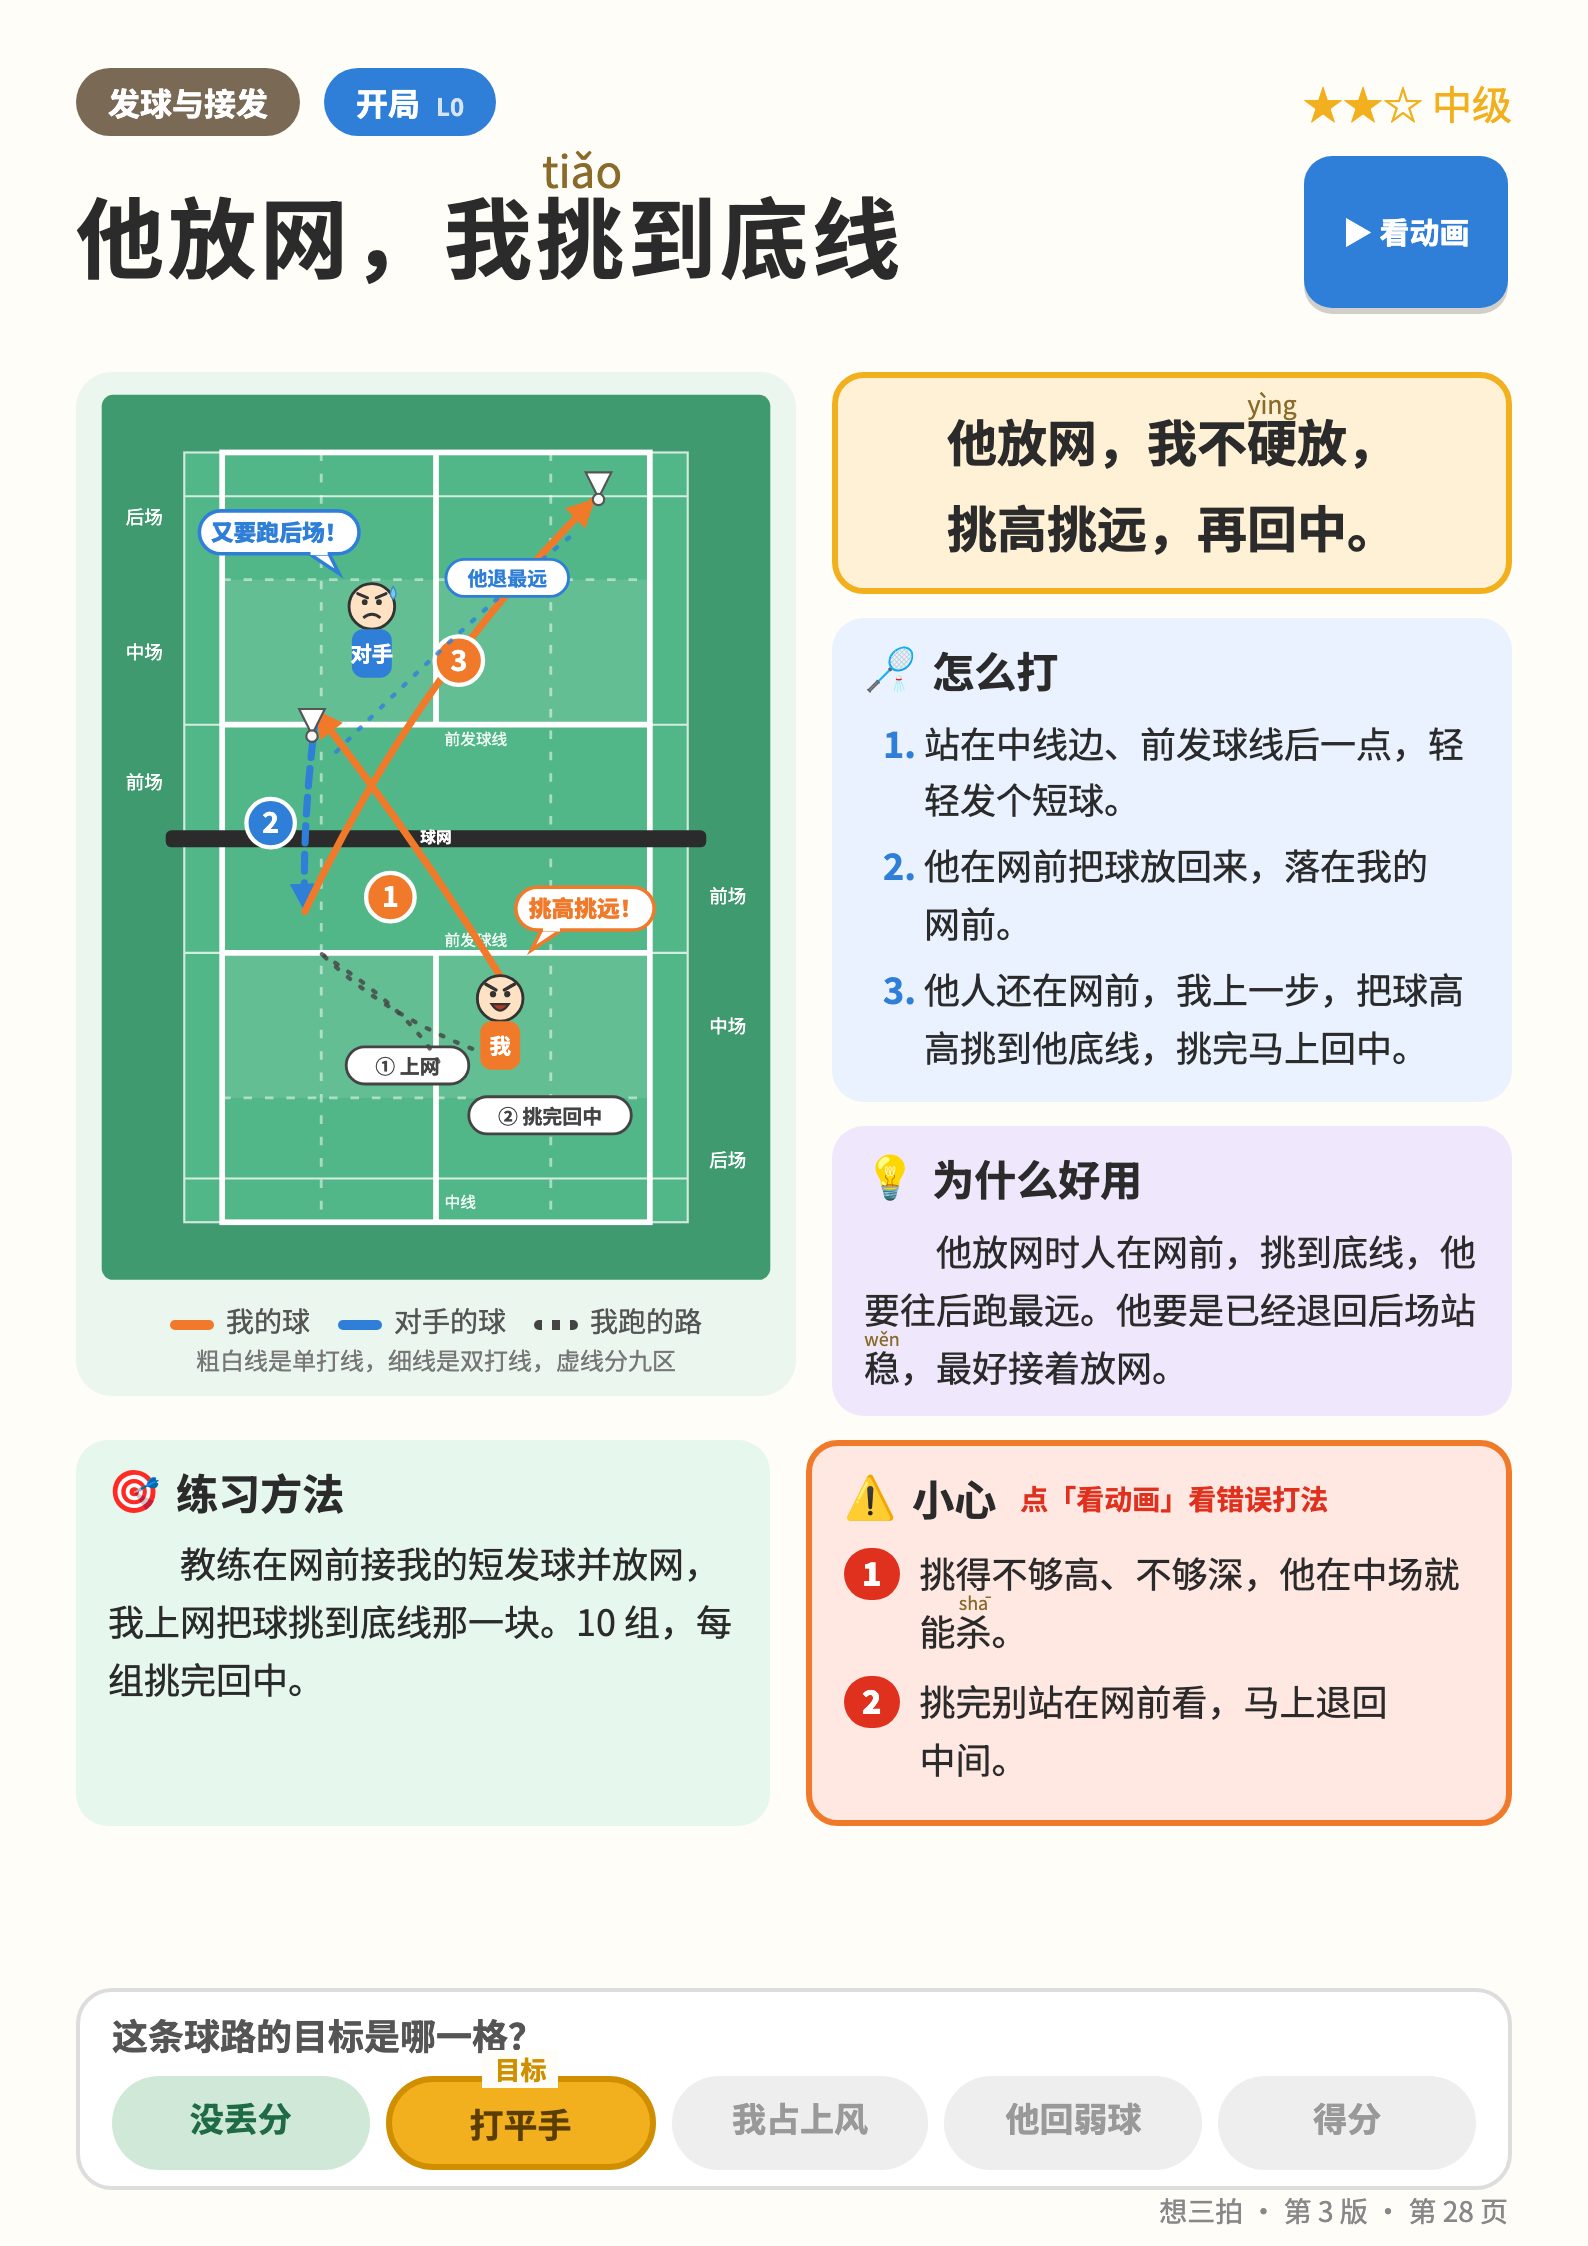 发球与接发
开局 L0
★★☆ 中级
tiǎo
他放网，我挑到底线
▶ 看动画
后场
又要跑后场！
他退最远
中场
对手
3
前发球线
前场
2
球网
1
挑高挑远！
前场
前发球线
我
中场
① 上网
② 挑完回中
后场
中线
我的球 对手的球 我跑的路
粗白线是单打线，细线是双打线，虚线分九区
yìng
他放网，我不硬放，
挑高挑远，再回中。
怎么打
1. 站在中线边、前发球线后一点，轻
轻发个短球。
2. 他在网前把球放回来，落在我的
网前。
3. 他人还在网前，我上一步，把球高
高挑到他底线，挑完马上回中。
为什么好用
他放网时人在网前，挑到底线，他
要往后跑最远。他要是已经退回后场站
wěn
稳，最好接着放网。
练习方法
教练在网前接我的短发球并放网，
我上网把球挑到底线那一块。10 组，每
组挑完回中。
小心 点「看动画」看错误打法
1 挑得不够高、不够深，他在中场就
shā
能杀。
2 挑完别站在网前看，马上退回
中间。
这条球路的目标是哪一格？
目标
没丢分 打平手 我占上风 他回弱球 得分
想三拍 · 第 3 版 · 第 28 页